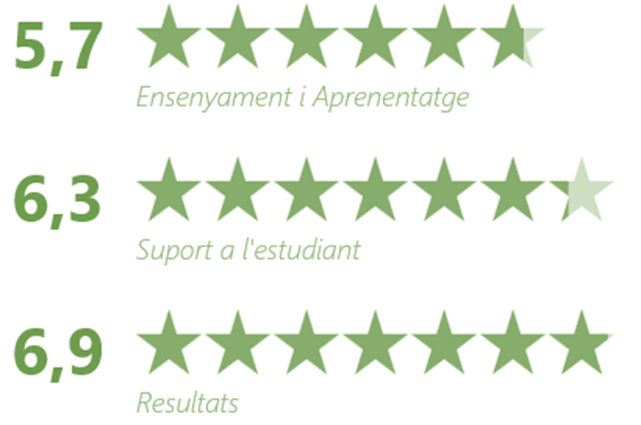 5,7
Ensenyament i Aprenentatge
6,3
Suport a l'estudiant
6,9
Resultats